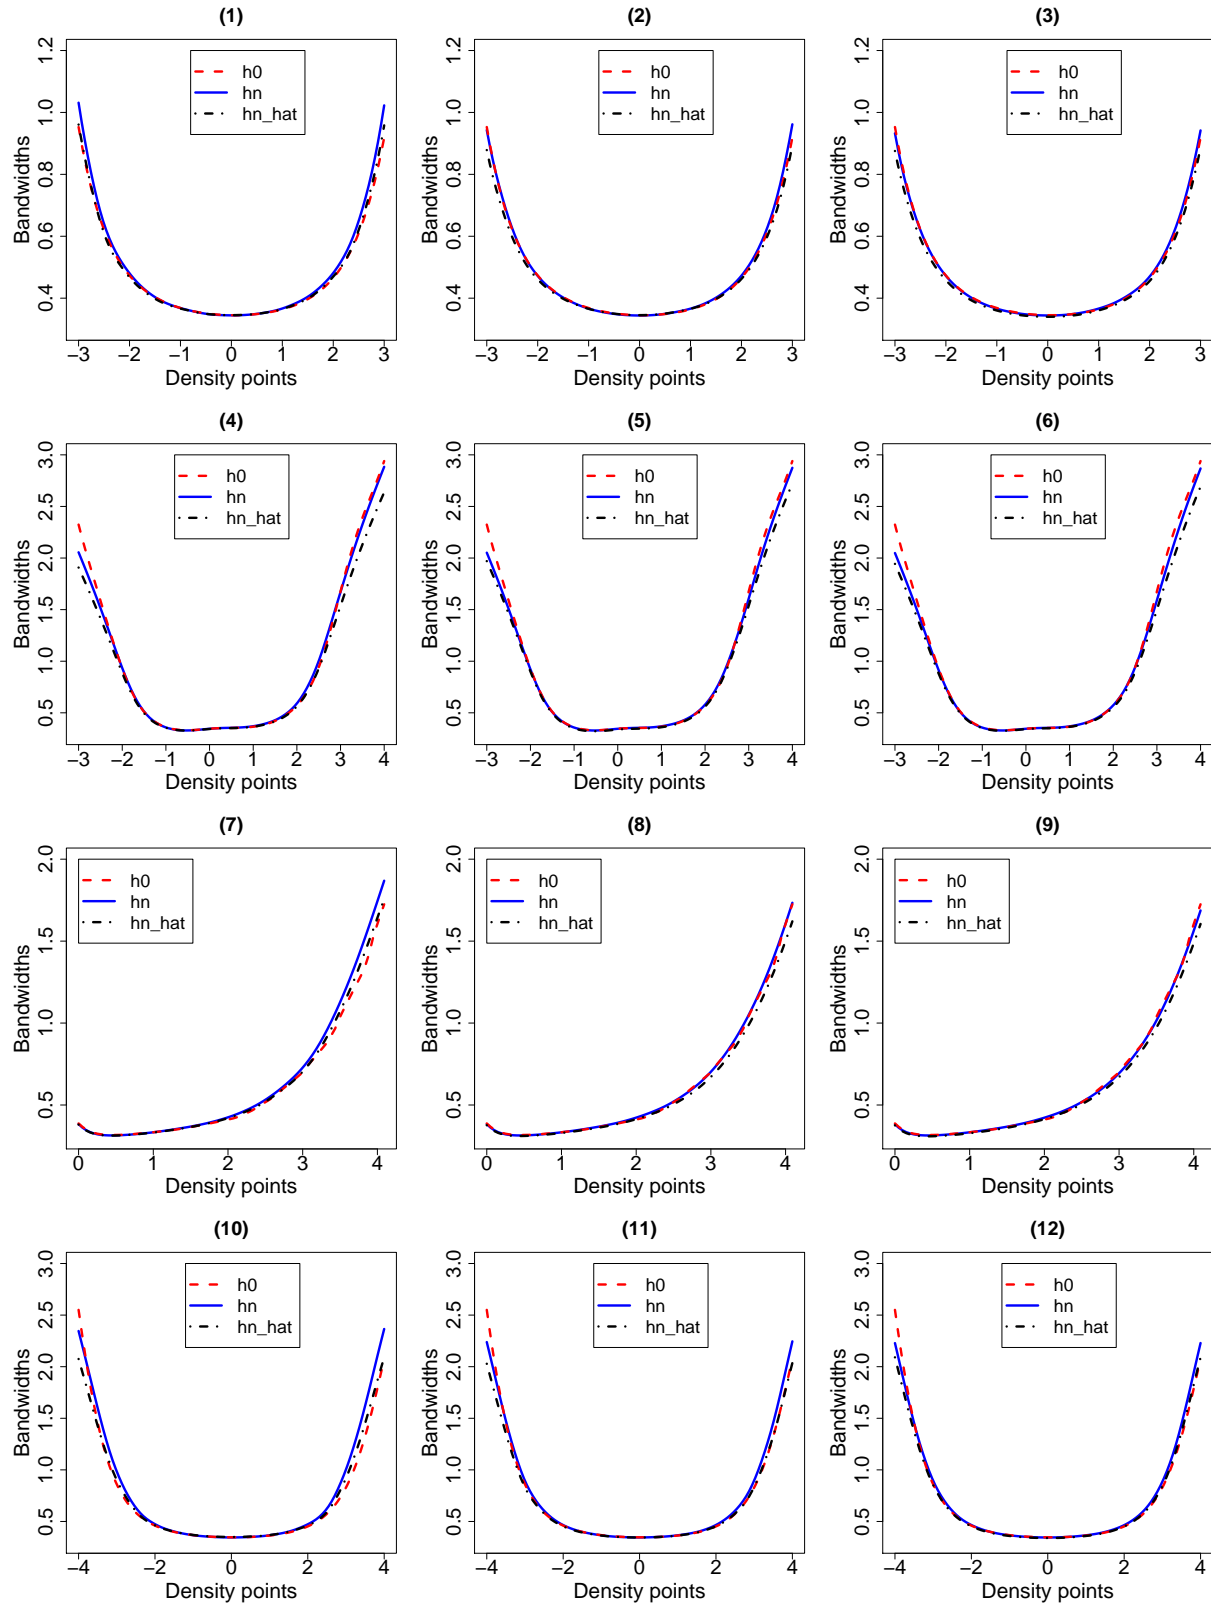 (1)
h0
hn
hn_hat
Bandwidths
0.4 0.6 0.8 1.0 1.2
−3 −2 −1 0 1 2 3
Density points
(2)
h0
hn
hn_hat
Bandwidths
0.4 0.6 0.8 1.0 1.2
−3 −2 −1 0 1 2 3
Density points
(3)
h0
hn
hn_hat
Bandwidths
0.4 0.6 0.8 1.0 1.2
−3 −2 −1 0 1 2 3
Density points
(4)
h0
hn
hn_hat
Bandwidths
0.5 1.0 1.5 2.0 2.5 3.0
−3 −2 −1 0 1 2 3 4
Density points
(5)
h0
hn
hn_hat
Bandwidths
0.5 1.0 1.5 2.0 2.5 3.0
−3 −2 −1 0 1 2 3 4
Density points
(6)
h0
hn
hn_hat
Bandwidths
0.5 1.0 1.5 2.0 2.5 3.0
−3 −2 −1 0 1 2 3 4
Density points
(7)
h0
hn
hn_hat
Bandwidths
0.5 1.0 1.5 2.0
0 1 2 3 4
Density points
(8)
h0
hn
hn_hat
Bandwidths
0.5 1.0 1.5 2.0
0 1 2 3 4
Density points
(9)
h0
hn
hn_hat
Bandwidths
0.5 1.0 1.5 2.0
0 1 2 3 4
Density points
(10)
h0
hn
hn_hat
Bandwidths
0.5 1.0 1.5 2.0 2.5 3.0
−4 −2 0 2 4
Density points
(11)
h0
hn
hn_hat
Bandwidths
0.5 1.0 1.5 2.0 2.5 3.0
−4 −2 0 2 4
Density points
(12)
h0
hn
hn_hat
Bandwidths
0.5 1.0 1.5 2.0 2.5 3.0
−4 −2 0 2 4
Density points